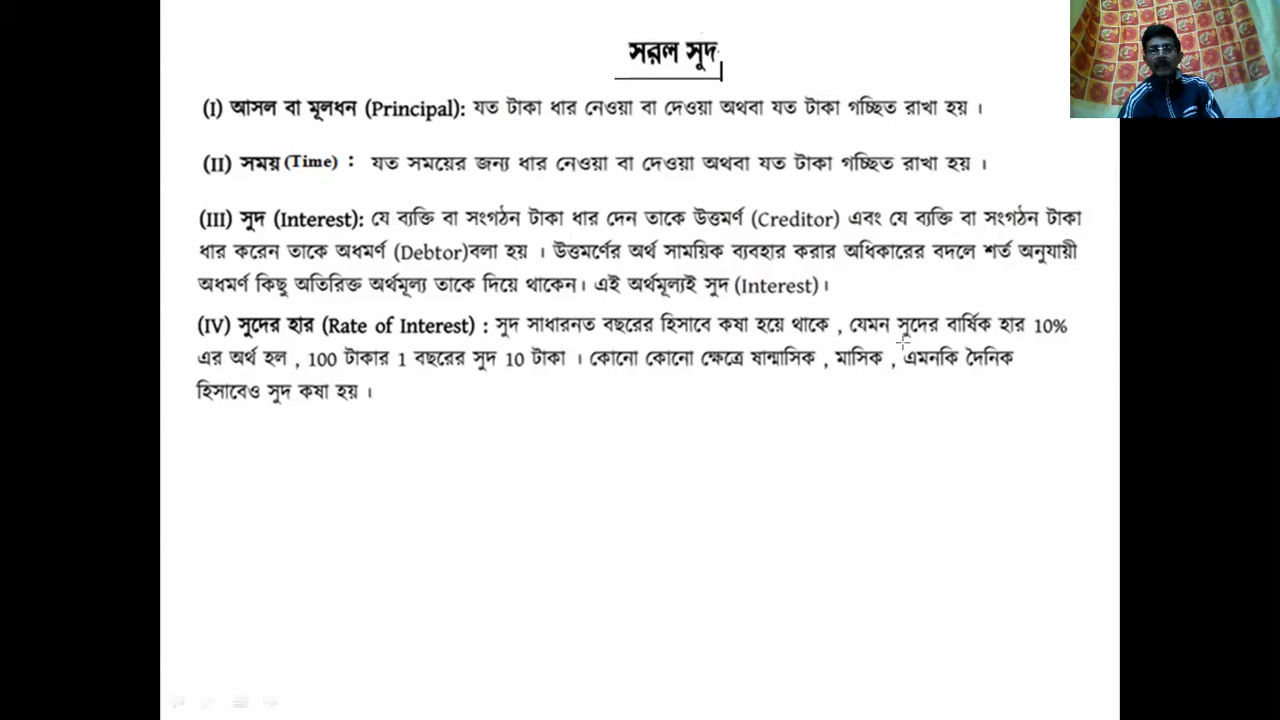 সরল সুদ
(I) আসল বা মূলধন (Principal): যত টাকা ধার নেওয়া বা দেওয়া অথবা যত টাকা গচ্ছিত রাখা হয় ।
(II) সময় (Time) : যত সময়ের জন্য ধার নেওয়া বা দেওয়া অথবা যত টাকা গচ্ছিত রাখা হয় ।
(III) সুদ (Interest): যে ব্যক্তি বা সংগঠন টাকা ধার দেন তাকে উত্তমর্ণ (Creditor) এবং যে ব্যক্তি বা সংগঠন টাকা
ধার করেন তাকে অধমর্ণ (Debtor)বলা হয় । উত্তমর্ণের অর্থ সাময়িক ব্যবহার করার অধিকারের বদলে শর্ত অনুযায়ী
অধমর্ণ কিছু অতিরিক্ত অর্থমূল্য তাকে দিয়ে থাকেন। এই অর্থমূল্যই সুদ (Interest)।
(IV) সুদের হার (Rate of Interest) : সুদ সাধারনত বছরের হিসাবে কষা হয়ে থাকে , যেমন সুদের বার্ষিক হার 10%
এর অর্থ হল , 100 টাকার 1 বছরের সুদ 10 টাকা । কোনো কোনো ক্ষেত্রে ষান্মাসিক , মাসিক , এমনকি দৈনিক
হিসাবেও সুদ কষা হয় ।